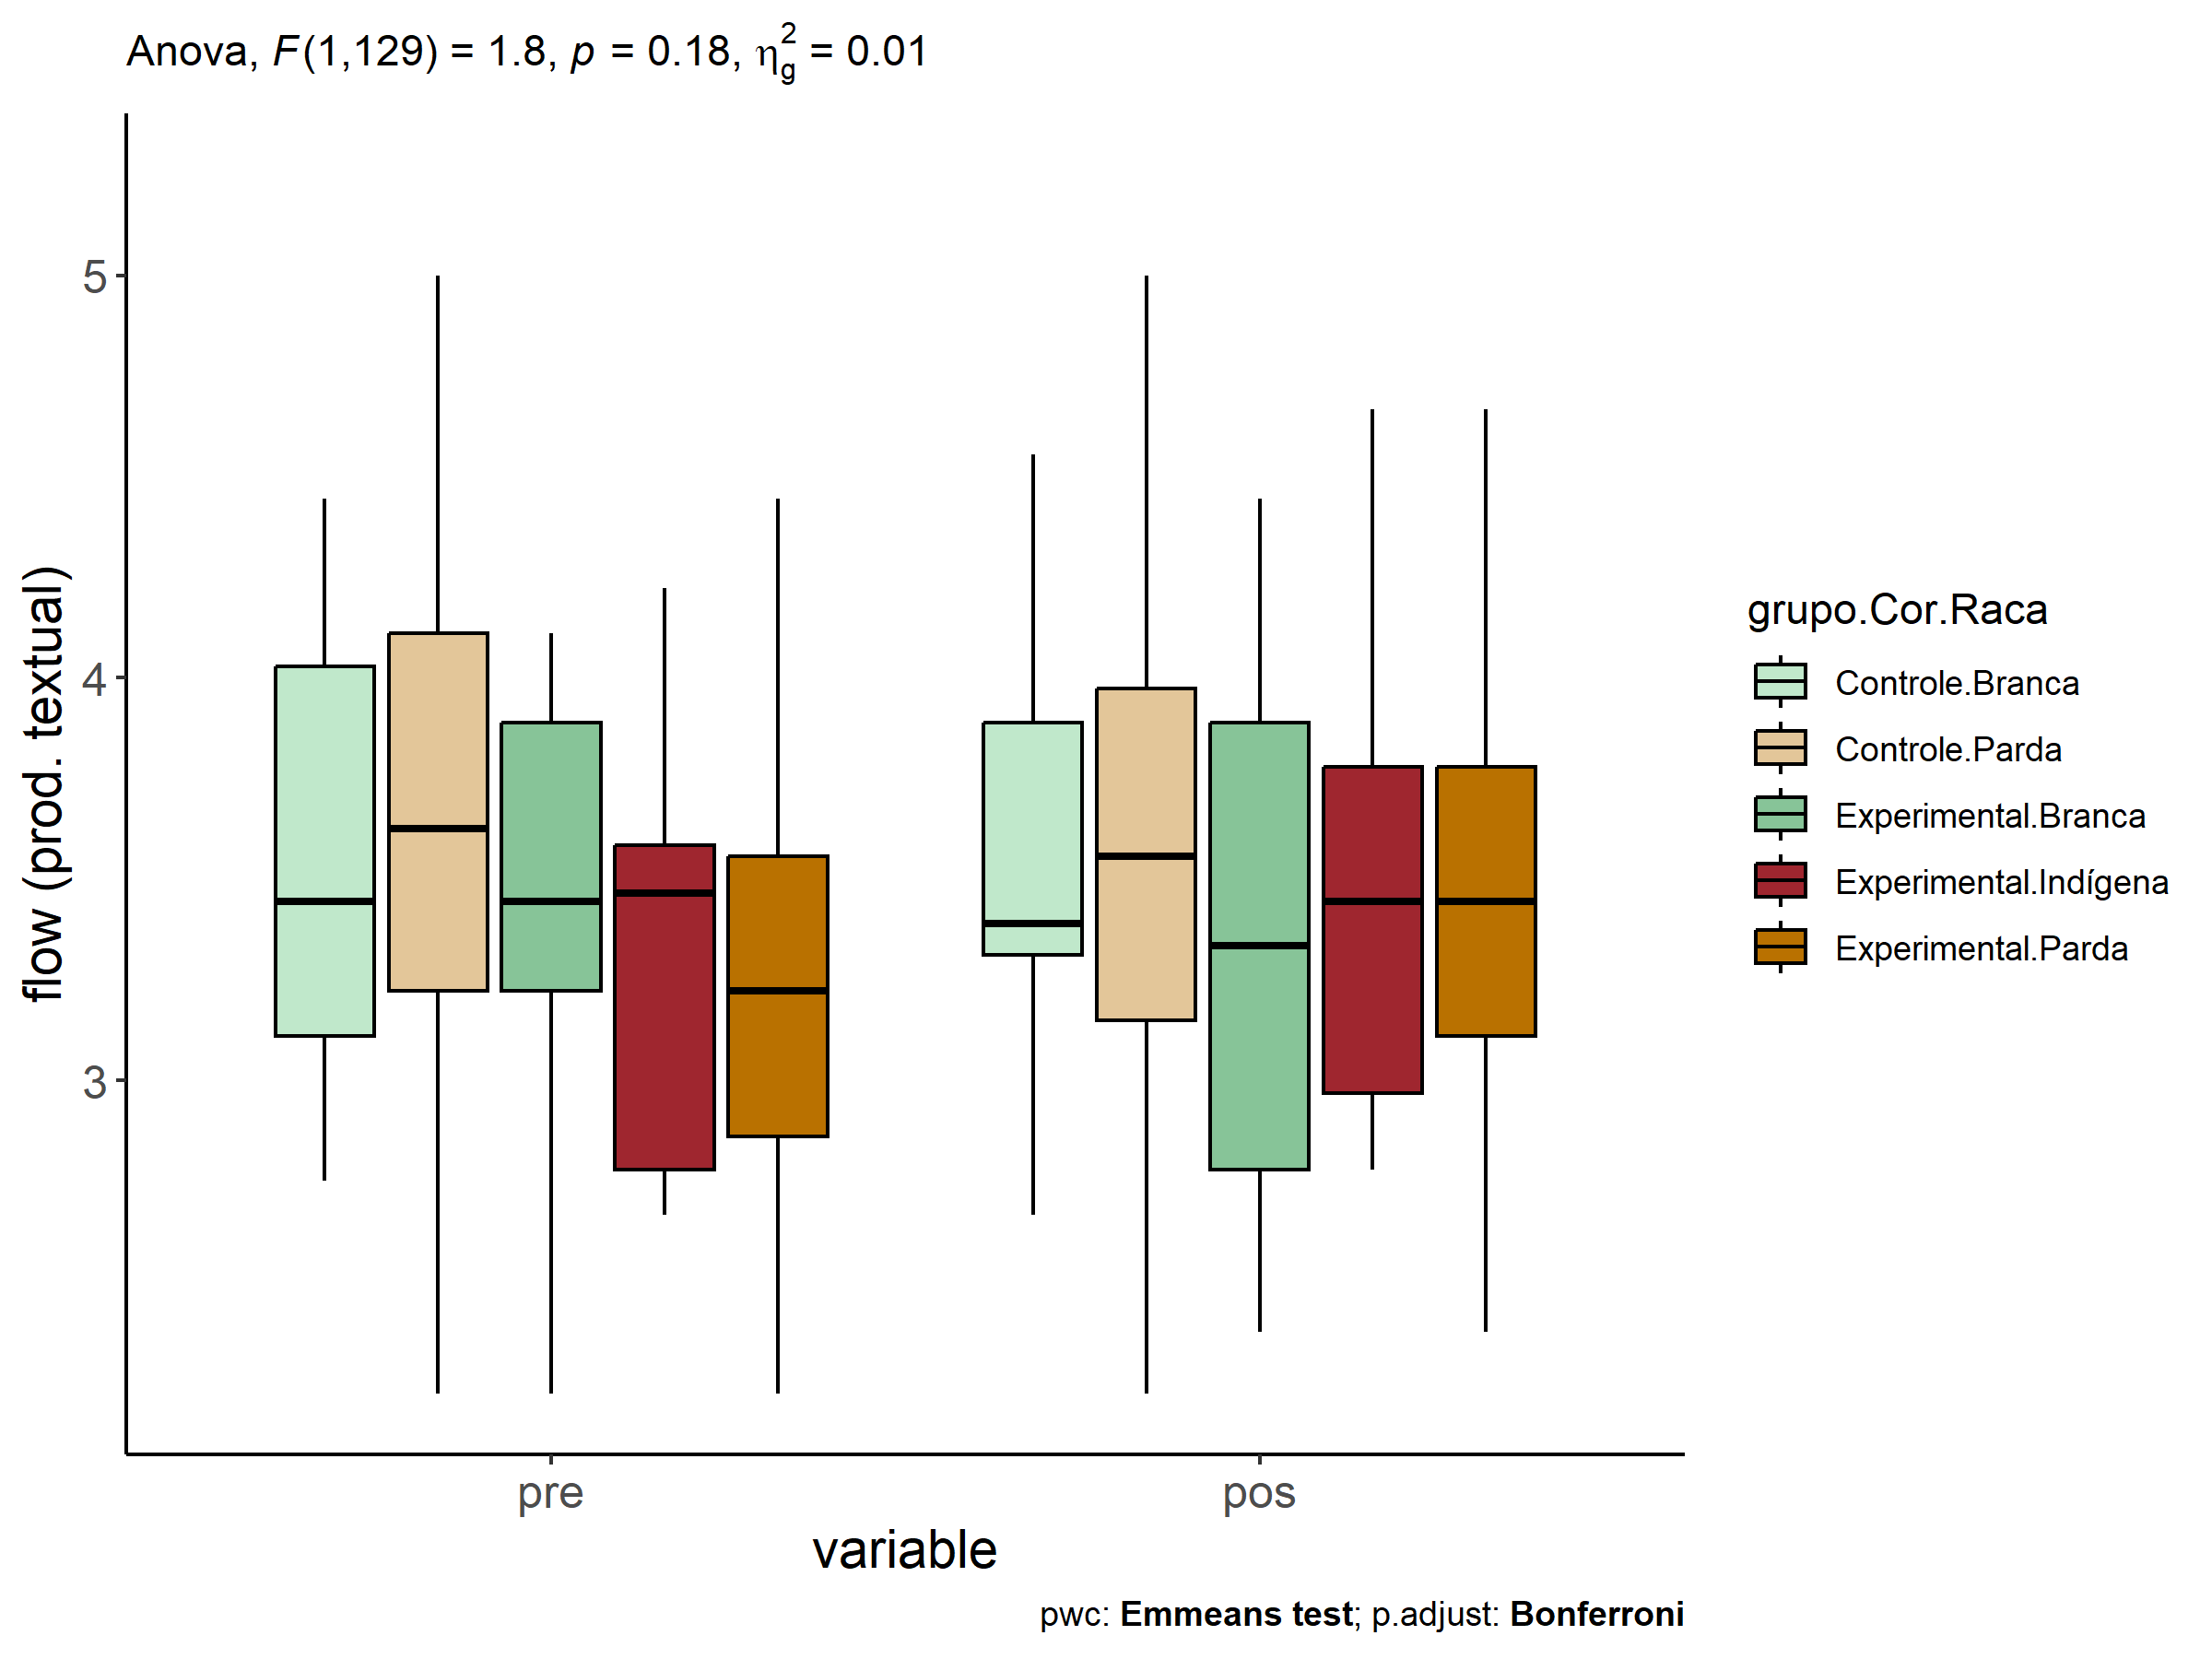 Anova, F(1,129) = 1.8, p = 0.18, η²g = 0.01
flow (prod. textual)
5
4
3
pre
pos
variable
grupo.Cor.Raca
Controle.Branca
Controle.Parda
Experimental.Branca
Experimental.Indígena
Experimental.Parda
pwc: Emmeans test; p.adjust: Bonferroni